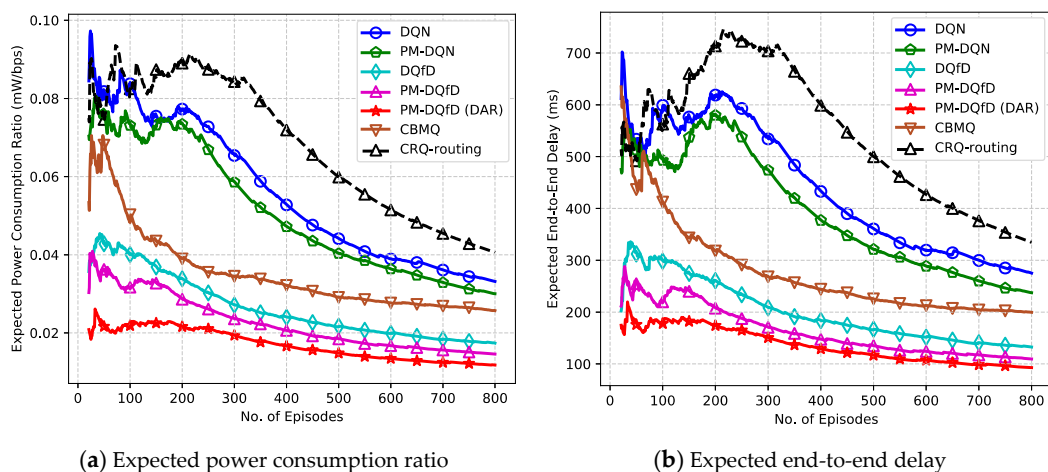 0.10
0.08
0.06
0.04
0.02
Expected Power Consumption Ratio (mW/bps)
0 100 200 300 400 500 600 700 800
No. of Episodes
DQN
PM-DQN
DQfD
PM-DQfD
PM-DQfD (DAR)
CBMQ
CRQ-routing
(a) Expected power consumption ratio
700
600
500
400
300
200
100
Expected End-to-End Delay (ms)
0 100 200 300 400 500 600 700 800
No. of Episodes
DQN
PM-DQN
DQfD
PM-DQfD
PM-DQfD (DAR)
CBMQ
CRQ-routing
(b) Expected end-to-end delay